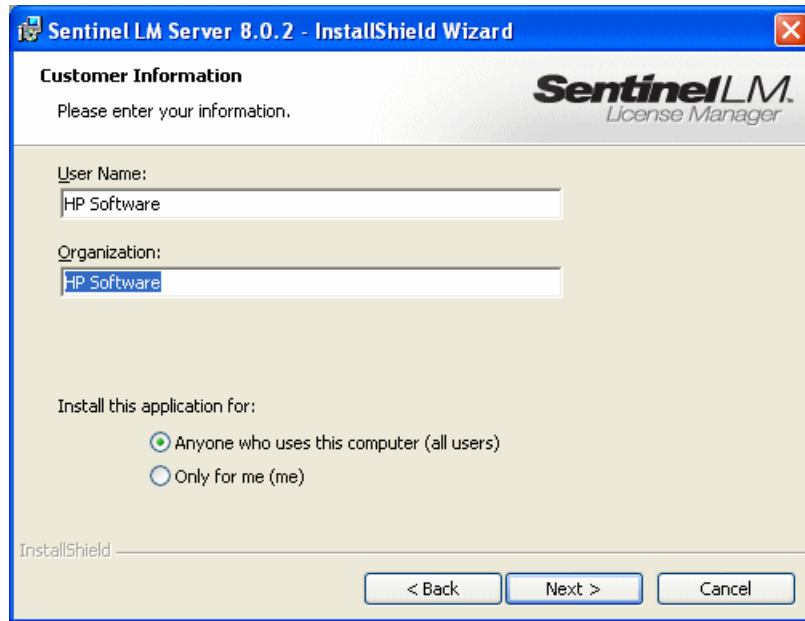 Sentinel LM Server 8.0.2 - InstallShield Wizard
Customer Information
Please enter your information.
SentinelLM.
License Manager
User Name:
HP Software
Organization:
HP Software
Install this application for:
Anyone who uses this computer (all users)
Only for me (me)
InstallShield
< Back Next > Cancel